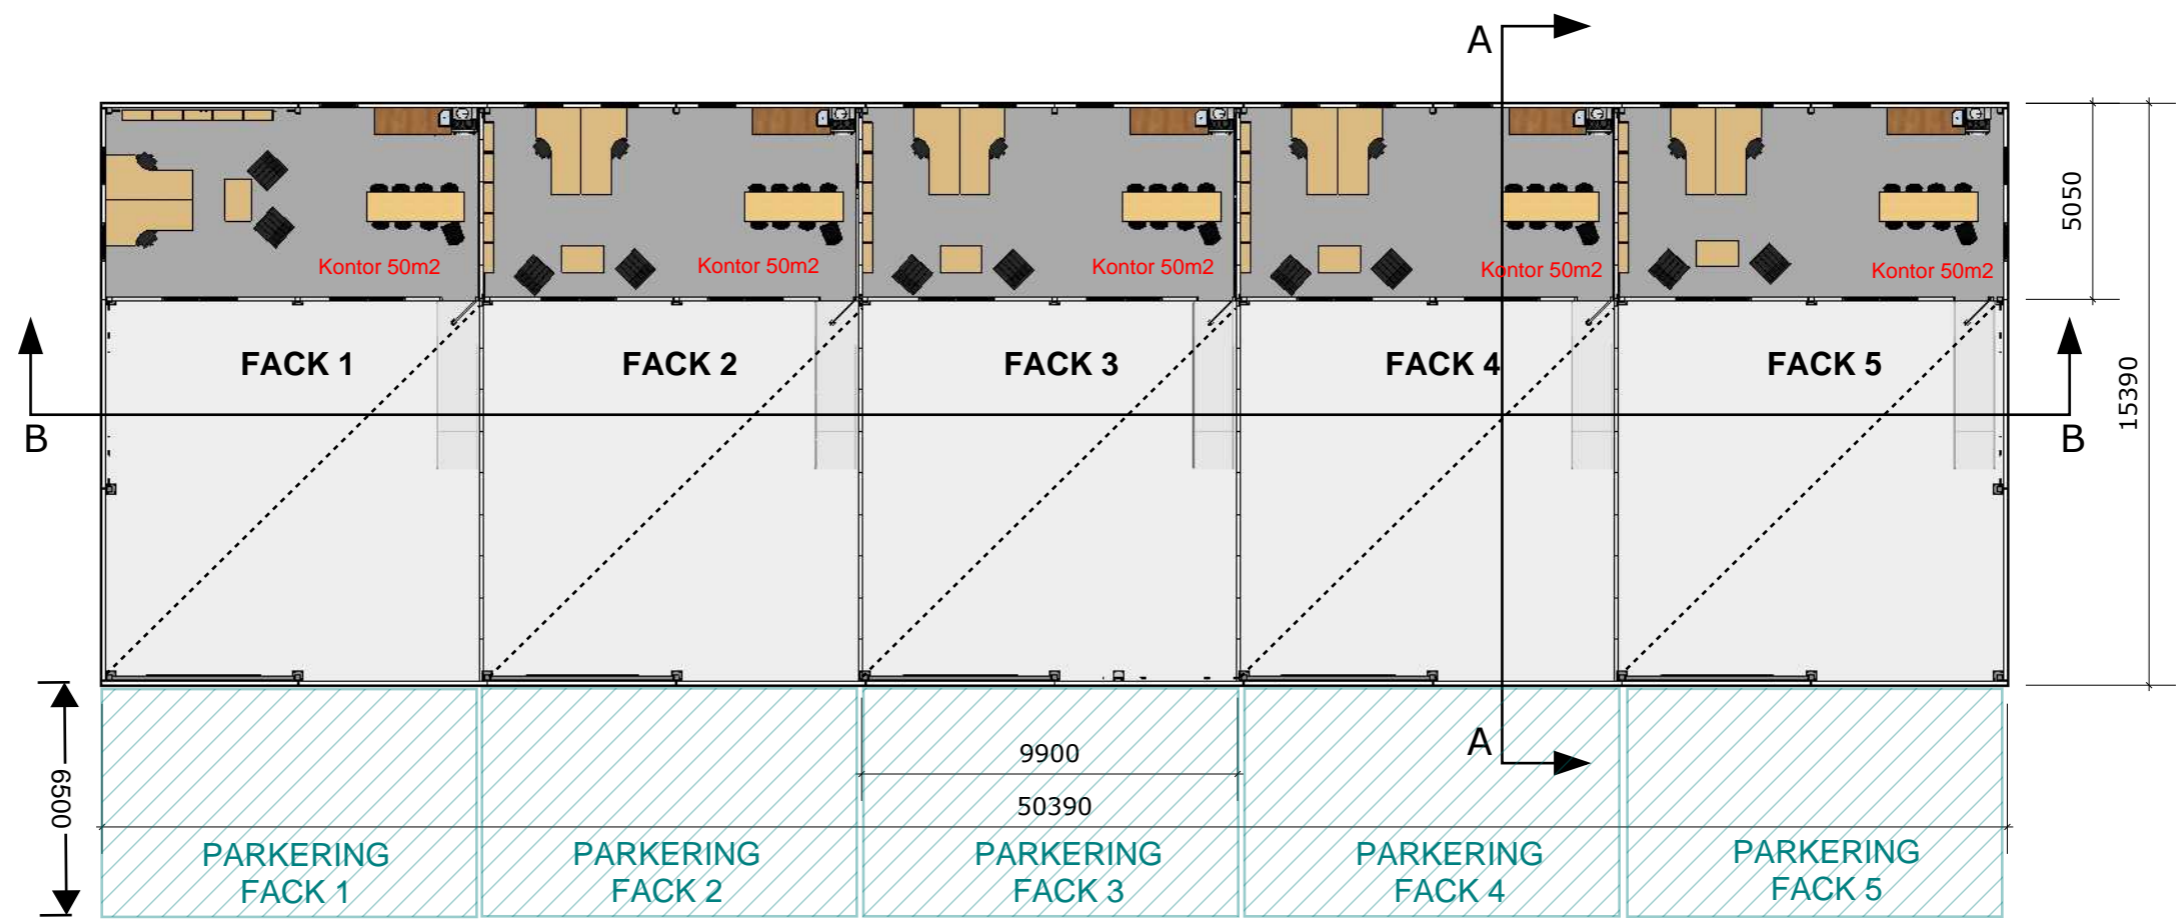 A
5050
15390
Kontor 50m2
Kontor 50m2
Kontor 50m2
Kontor 50m2
Kontor 50m2
FACK 1
FACK 2
FACK 3
FACK 4
FACK 5
B
B
A
9900
6500
50390
PARKERING
FACK 1
PARKERING
FACK 2
PARKERING
FACK 3
PARKERING
FACK 4
PARKERING
FACK 5